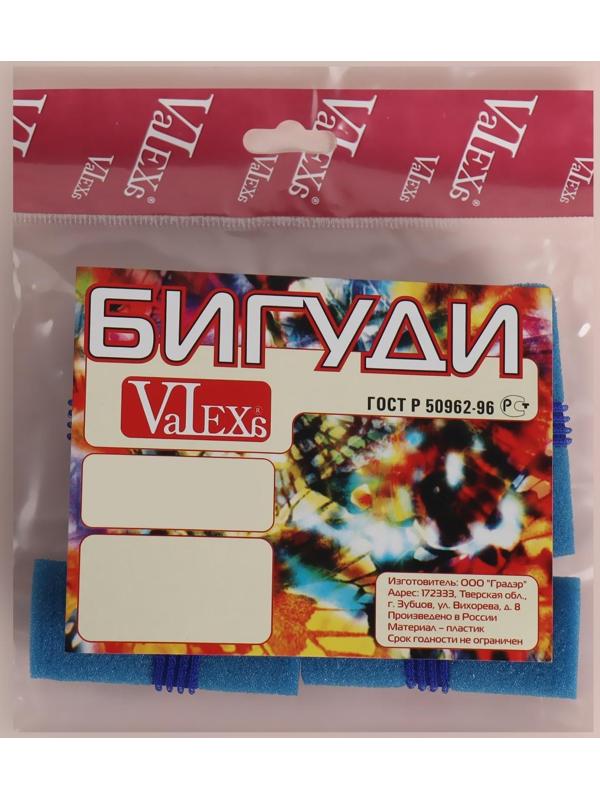 VaLEXa®
VaLEXa®
VaLEXa®
VaLEXa®
VaLEXa®
VaLEXa®
БИГУДИ
VaLEXa®
ГОСТ Р 50962-96 РСТ
Изготовитель: ООО "Градэр"
Адрес: 172333, Тверская обл.,
г. Зубцов, ул. Вихорева, д. 8
Произведено в России
Материал – пластик
Срок годности не ограничен